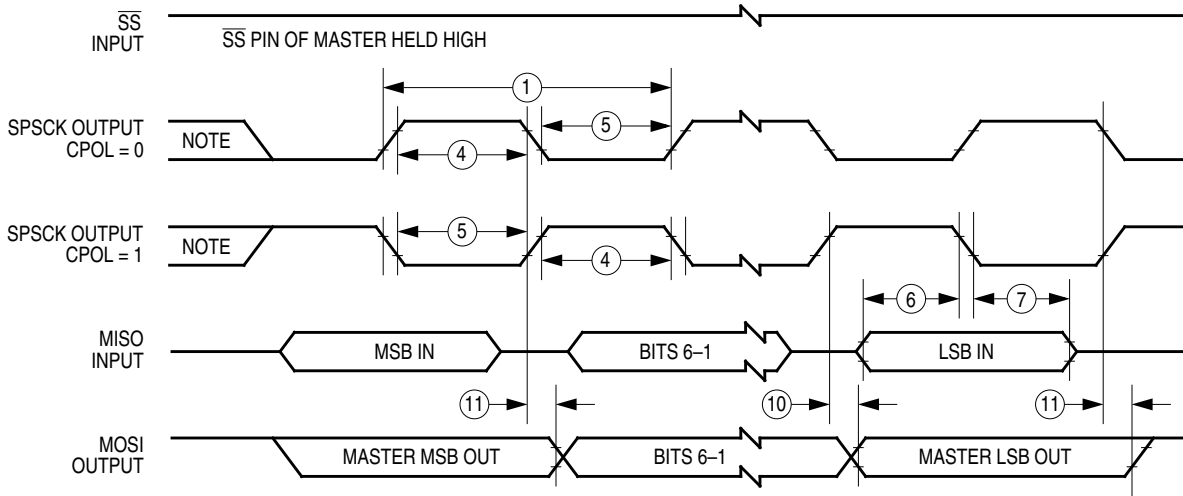 SS
INPUT
SS PIN OF MASTER HELD HIGH
1
SPSCK OUTPUT
CPOL = 0
NOTE
5
4
SPSCK OUTPUT
CPOL = 1
NOTE
5
4
6
7
MISO
INPUT
MSB IN
BITS 6–1
LSB IN
11
10
11
MOSI
OUTPUT
MASTER MSB OUT
BITS 6–1
MASTER LSB OUT